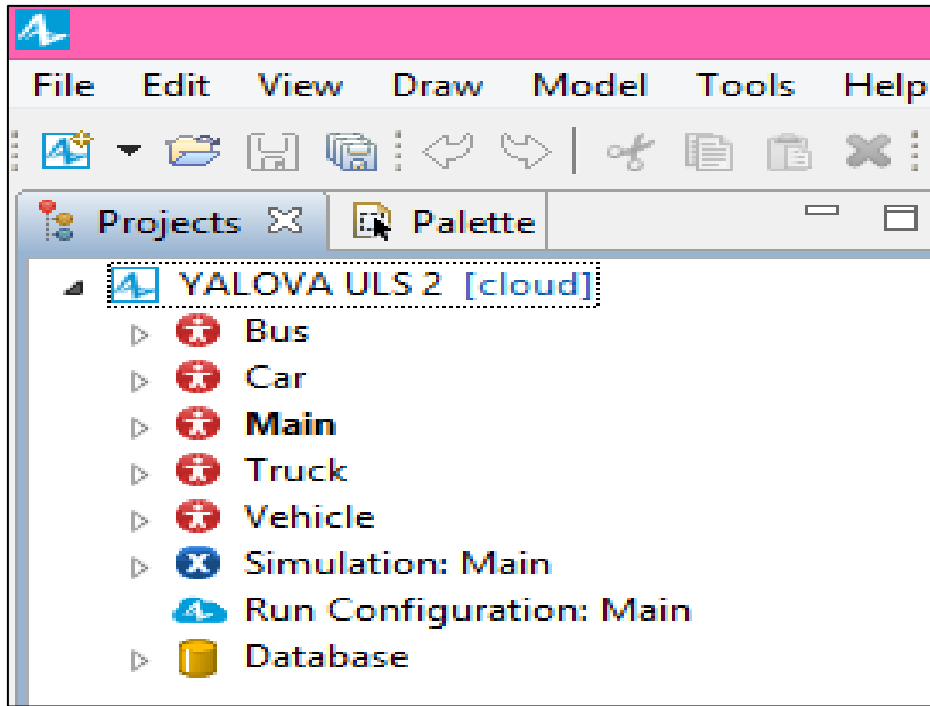 File Edit View Draw Model Tools Help
Projects Palette
YALOVA ULS 2 [cloud]
Bus
Car
Main
Truck
Vehicle
Simulation: Main
Run Configuration: Main
Database